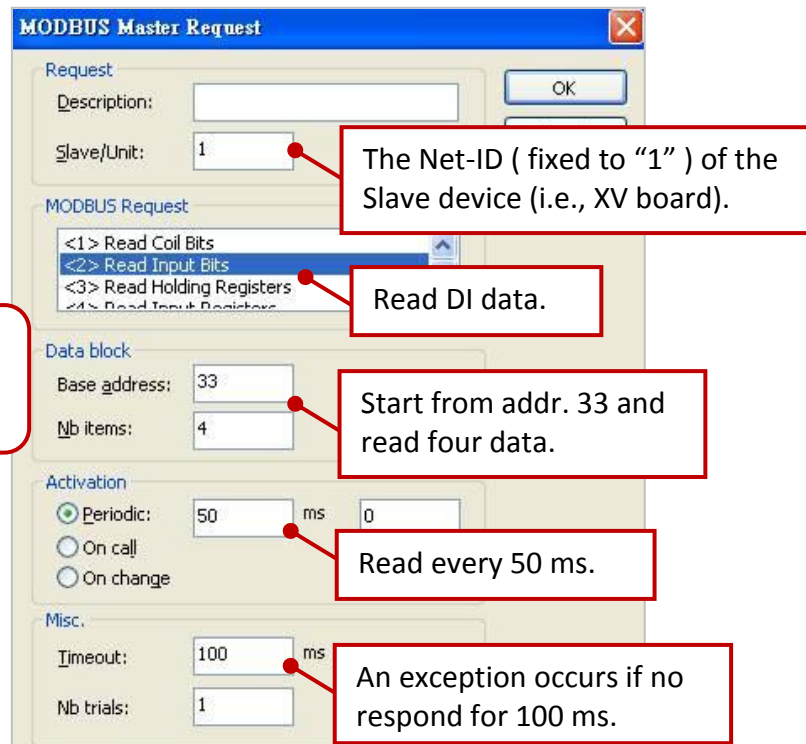 MODBUS Master Request
Request
Description:
OK
Slave/Unit: 1
The Net-ID ( fixed to “1” ) of the
Slave device (i.e., XV board).
MODBUS Request
<1> Read Coil Bits
<2> Read Input Bits
<3> Read Holding Registers
<4> Read Input Registers
Read DI data.
Data block
Base address: 33
Nb items: 4
Start from addr. 33 and
read four data.
Activation
Periodic: 50 ms 0
On call
On change
Read every 50 ms.
Misc.
Timeout: 100 ms
Nb trials: 1
An exception occurs if no
respond for 100 ms.